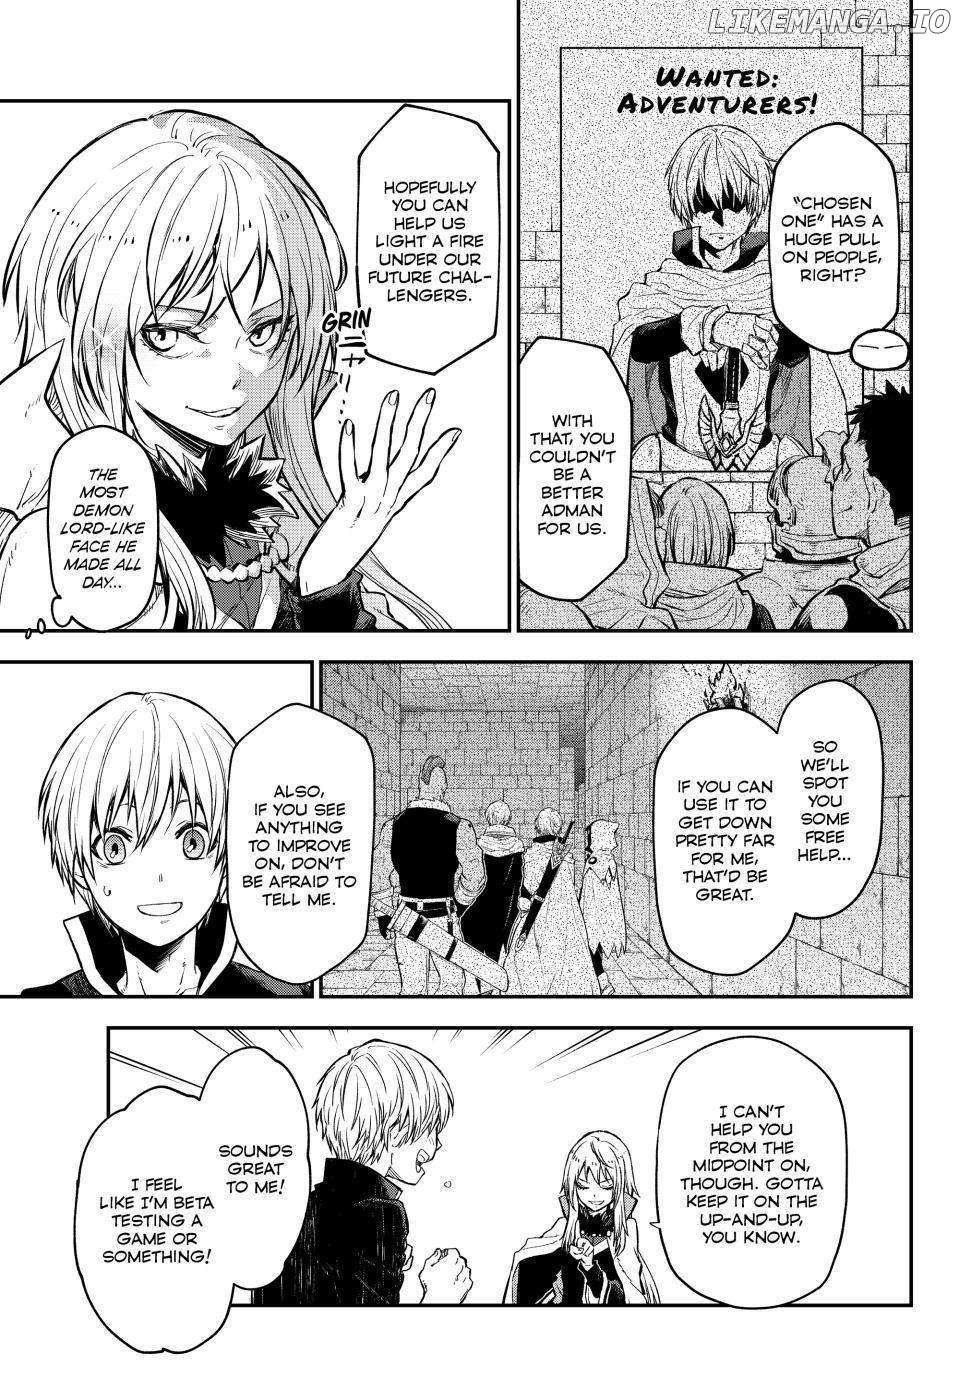 LIKEMANGA.IO
WANTED:
ADVENTURERS!
"CHOSEN
ONE" HAS A
HUGE PULL
ON PEOPLE,
RIGHT?
WITH
THAT, YOU
COULDN'T
BE A
BETTER
ADMAN
FOR US.
HOPEFULLY
YOU CAN
HELP US
LIGHT A FIRE
UNDER OUR
FUTURE CHAL-
LENGERS.
GRIN
THE
MOST
DEMON
LORD-LIKE
FACE HE
MADE ALL
DAY...
SO
WE'LL
SPOT
YOU
SOME
FREE
HELP...
IF YOU CAN
USE IT TO
GET DOWN
PRETTY FAR
FOR ME,
THAT'D BE
GREAT.
ALSO,
IF YOU SEE
ANYTHING
TO IMPROVE
ON, DON'T
BE AFRAID TO
TELL ME.
I CAN'T
HELP YOU
FROM THE
MIDPOINT ON,
THOUGH. GOTTA
KEEP IT ON THE
UP-AND-UP,
YOU KNOW.
SOUNDS
GREAT
TO ME!
I FEEL
LIKE I'M BETA
TESTING A
GAME OR
SOMETHING!